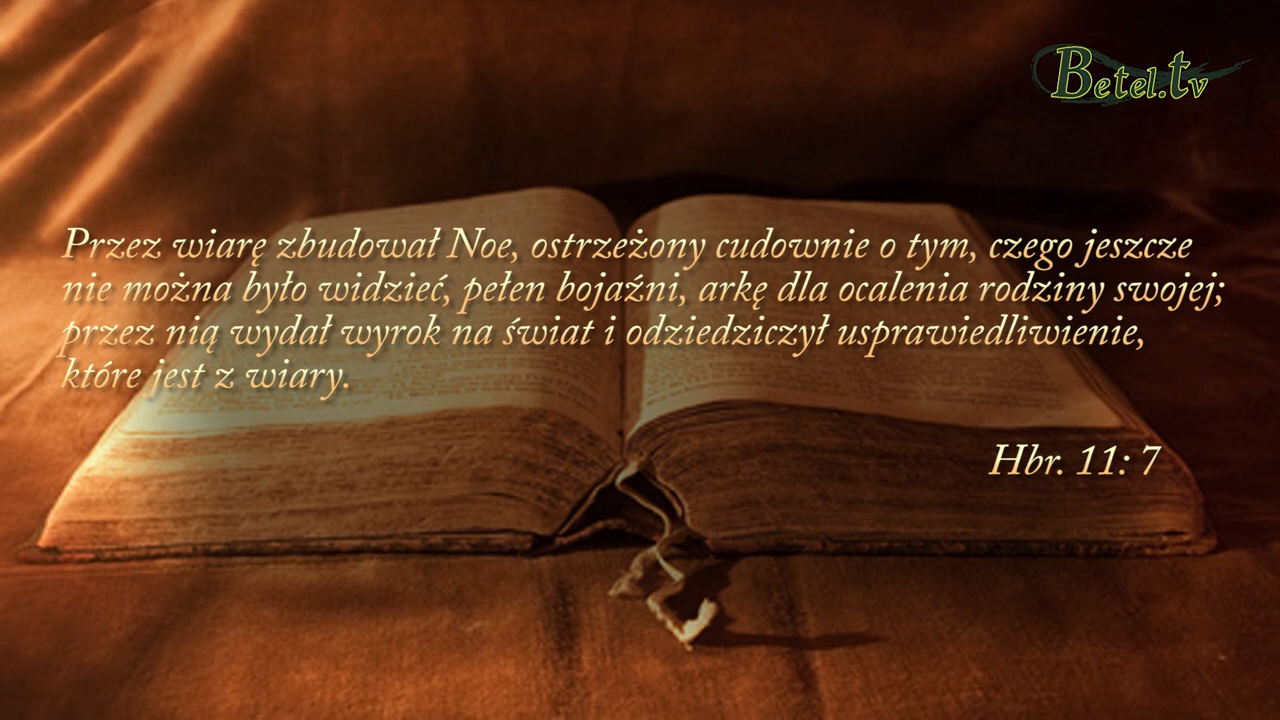 Betel.tv
Przez wiarę zbudował Noe, ostrzeżony cudownie o tym, czego jeszcze
nie można było widzieć, pełen bojaźni, arkę dla ocalenia rodziny swojej;
przez nią wydał wyrok na świat i odziedziczył usprawiedliwienie,
które jest z wiary.
Hbr. 11: 7